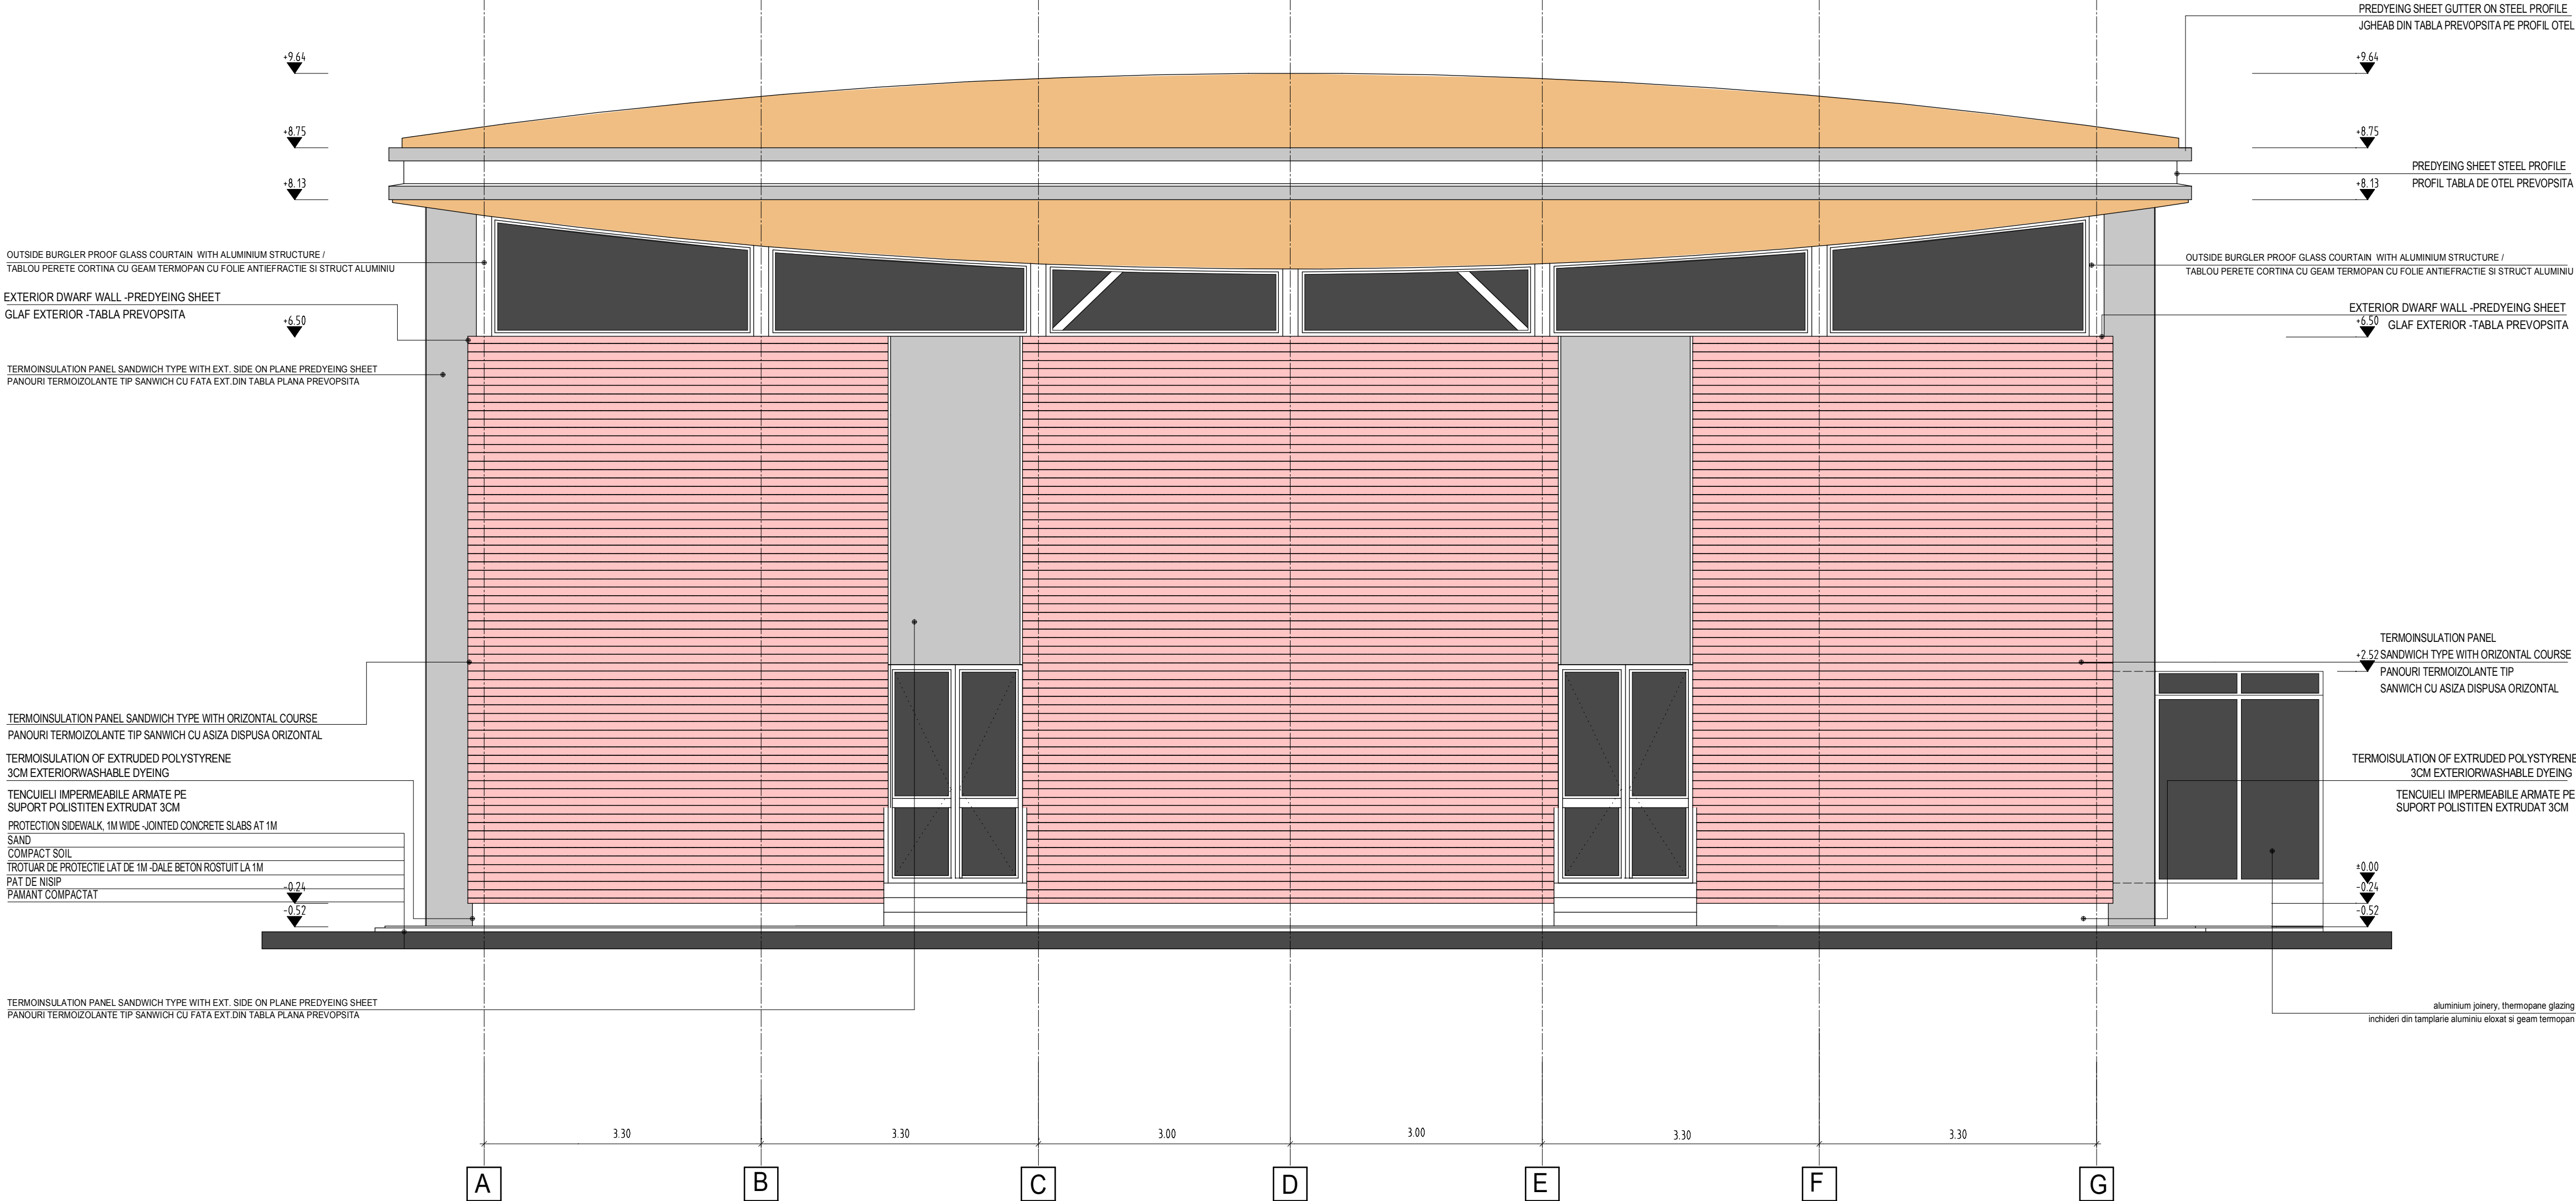 PREDYEING SHEET GUTTER ON STEEL PROFILE
JGHEAB DIN TABLA PREVOPSITA PE PROFIL OTEL
+9.64
+9.64
+8.75
+8.75
PREDYEING SHEET STEEL PROFILE
+8.13
+8.13
PROFIL TABLA DE OTEL PREVOPSITA
OUTSIDE BURGLER PROOF GLASS COURTAIN WITH ALUMINIUM STRUCTURE /
TABLOU PERETE CORTINA CU GEAM TERMOPAN CU FOLIE ANTIEFRACTIE SI STRUCT ALUMINIU
OUTSIDE BURGLER PROOF GLASS COURTAIN WITH ALUMINIUM STRUCTURE /
TABLOU PERETE CORTINA CU GEAM TERMOPAN CU FOLIE ANTIEFRACTIE SI STRUCT ALUMINIU
EXTERIOR DWARF WALL -PREDYEING SHEET
GLAF EXTERIOR -TABLA PREVOPSITA
+6.50
EXTERIOR DWARF WALL -PREDYEING SHEET
+6.50
GLAF EXTERIOR -TABLA PREVOPSITA
TERMOINSULATION PANEL SANDWICH TYPE WITH EXT. SIDE ON PLANE PREDYEING SHEET
PANOURI TERMOIZOLANTE TIP SANWICH CU FATA EXT.DIN TABLA PLANA PREVOPSITA
TERMOINSULATION PANEL
+2.52 SANDWICH TYPE WITH ORIZONTAL COURSE
PANOURI TERMOIZOLANTE TIP
SANWICH CU ASIZA DISPUSA ORIZONTAL
TERMOINSULATION PANEL SANDWICH TYPE WITH ORIZONTAL COURSE
PANOURI TERMOIZOLANTE TIP SANWICH CU ASIZA DISPUSA ORIZONTAL
TERMOISULATION OF EXTRUDED POLYSTYRENE
3CM EXTERIORWASHABLE DYEING
TENCUIELI IMPERMEABILE ARMATE PE
SUPORT POLISTITEN EXTRUDAT 3CM
TERMOISULATION OF EXTRUDED POLYSTYRENE
3CM EXTERIORWASHABLE DYEING
TENCUIELI IMPERMEABILE ARMATE PE
SUPORT POLISTITEN EXTRUDAT 3CM
PROTECTION SIDEWALK, 1M WIDE -JOINTED CONCRETE SLABS AT 1M
SAND
COMPACT SOIL
TROTUAR DE PROTECTIE LAT DE 1M -DALE BETON ROSTUIT LA 1M
PAT DE NISIP
PAMANT COMPACTAT
-0.24
-0.52
±0.00
-0.24
-0.52
TERMOINSULATION PANEL SANDWICH TYPE WITH EXT. SIDE ON PLANE PREDYEING SHEET
PANOURI TERMOIZOLANTE TIP SANWICH CU FATA EXT.DIN TABLA PLANA PREVOPSITA
aluminium joinery, thermopane glazing
inchideri din tamplarie aluminiu eloxat si geam termopan
3.30 3.30 3.00 3.00 3.30 3.30
A B C D E F G